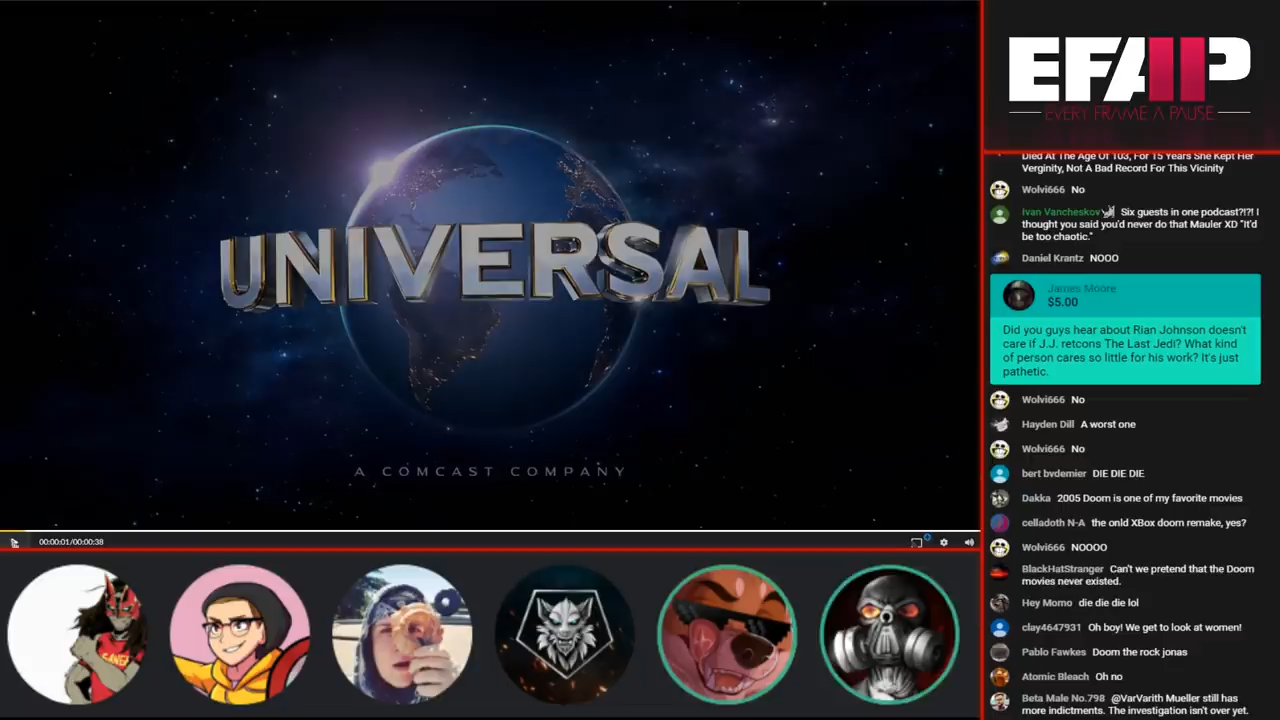 UNIVERSAL
A COMCAST COMPANY
00:00:01/00:00:38
EFAP
EVERY FRAME A PAUSE
Died At The Age Of 103, For 15 Years She Kept Her
Verginity, Not A Bad Record For This Vicinity
Wolvi666 No
Ivan Vancheskov Six guests in one podcast?!?! I
thought you said you'd never do that Mauler XD "It'd
be too chaotic."
Daniel Krantz NOOO
James Moore
$5.00
Did you guys hear about Rian Johnson doesn't
care if J.J. retcons The Last Jedi? What kind
of person cares so little for his work? It's just
pathetic.
Wolvi666 No
Hayden Dill A worst one
Wolvi666 No
bert bvdemier DIE DIE DIE
Dakka 2005 Doom is one of my favorite movies
celladoth N-A the onld XBox doom remake, yes?
Wolvi666 NOOOO
BlackHatStranger Can't we pretend that the Doom
movies never existed.
Hey Momo die die die lol
clay4647931 Oh boy! We get to look at women!
Pablo Fawkes Doom the rock jonas
Atomic Bleach Oh no
Beta Male No.798 @VarVarith Mueller still has
more indictments. The investigation isn't over yet.